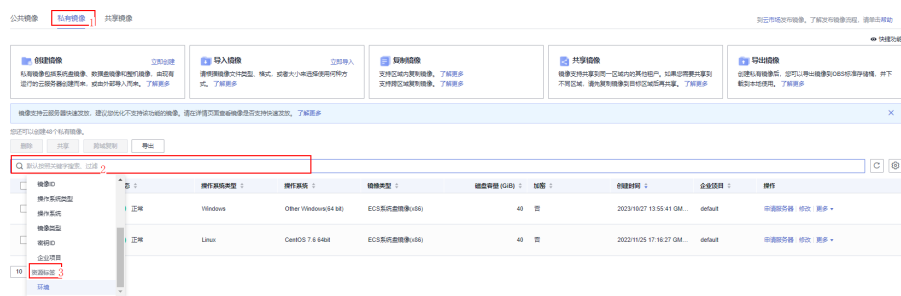 公共镜像 私有镜像 1 共享镜像
到云市场发布镜像。了解发布镜像流程，请单击帮助
快捷功能
创建镜像 立即创建
私有镜像包括系统盘镜像、数据盘镜像和整机镜像，由现有
运行的云服务器创建而来，或由外部导入而来。 了解更多
导入镜像 立即导入
请根据镜像文件类型、格式，或者大小来选择使用何种方
式。 了解更多
复制镜像
支持区域内复制镜像。 了解更多
支持跨区域复制镜像。 了解更多
共享镜像
镜像支持共享到同一区域内的其他租户。如果您需要共享到
不同区域，请先复制镜像到目标区域后再共享。 了解更多
导出镜像
创建私有镜像后，您可以导出镜像到OBS标准存储桶，并下
载到本地使用。 了解更多
镜像支持云服务器快速发放，建议您优化不支持该功能的镜像，请在详情页查看镜像是否支持快速发放。 了解更多
您还可以创建48个私有镜像。
删除 共享 跨域复制 导出
默认按照关键字搜索、过滤 2
态 操作系统类型 操作系统 镜像类型 磁盘容量 (GiB) 加密 创建时间 企业项目 操作
正常 Windows Other Windows(64 bit) ECS系统盘镜像(x86) 40 否 2023/10/27 13:55:41 GM... default 申请服务器 修改 更多
正常 Linux CentOS 7.6 64bit ECS系统盘镜像(x86) 40 否 2022/11/25 17:16:27 GM... default 申请服务器 修改 更多
镜像ID
操作系统类型
操作系统
镜像类型
密钥ID
企业项目
10 资源标签 3
环境